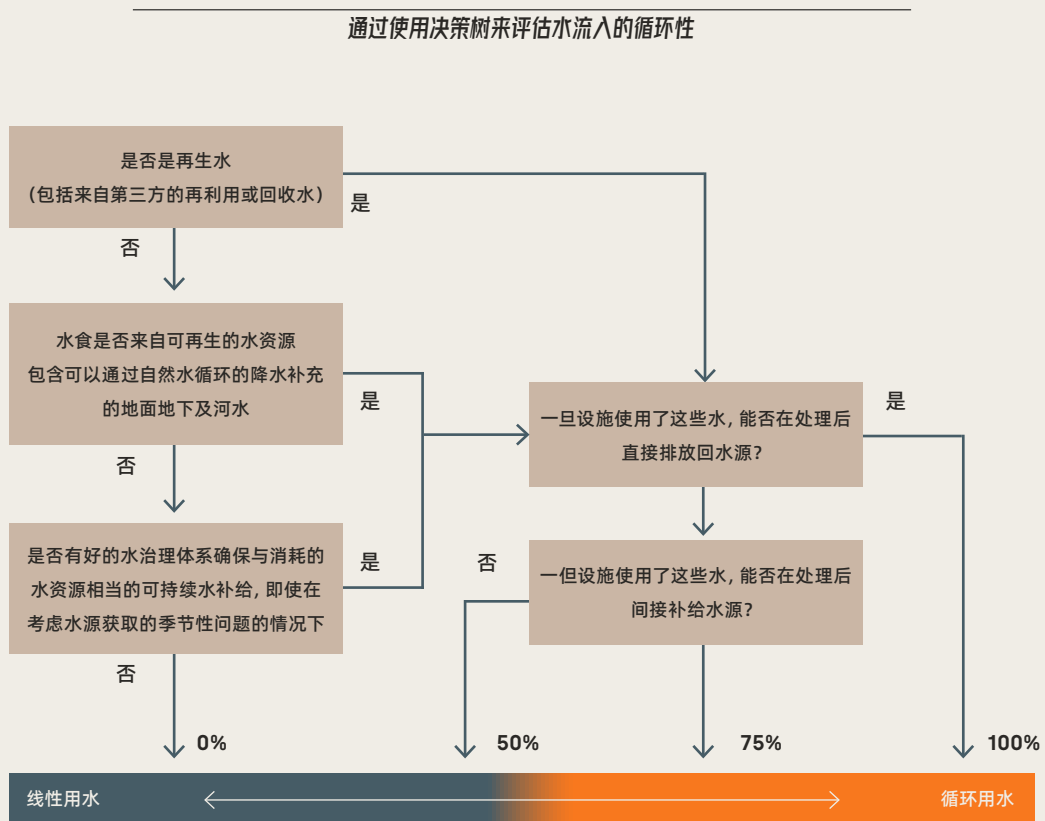 通过使用决策树来评估水流入的循环性
是否是再生水
（包括来自第三方的再利用或回收水）
是
否
水食是否来自可再生的水资源
包含可以通过自然水循环的降水补充
的地面地下及河水
是
一旦设施使用了这些水, 能否在处理后
直接排放回水源?
是
否
是否有好的水治理体系确保与消耗的
水资源相当的可持续水补给, 即使在
考虑水源获取的季节性问题的情况下
是
否
一但设施使用了这些水, 能否在处理后
间接补给水源?
否
0%
50%
75%
100%
线性用水
循环用水